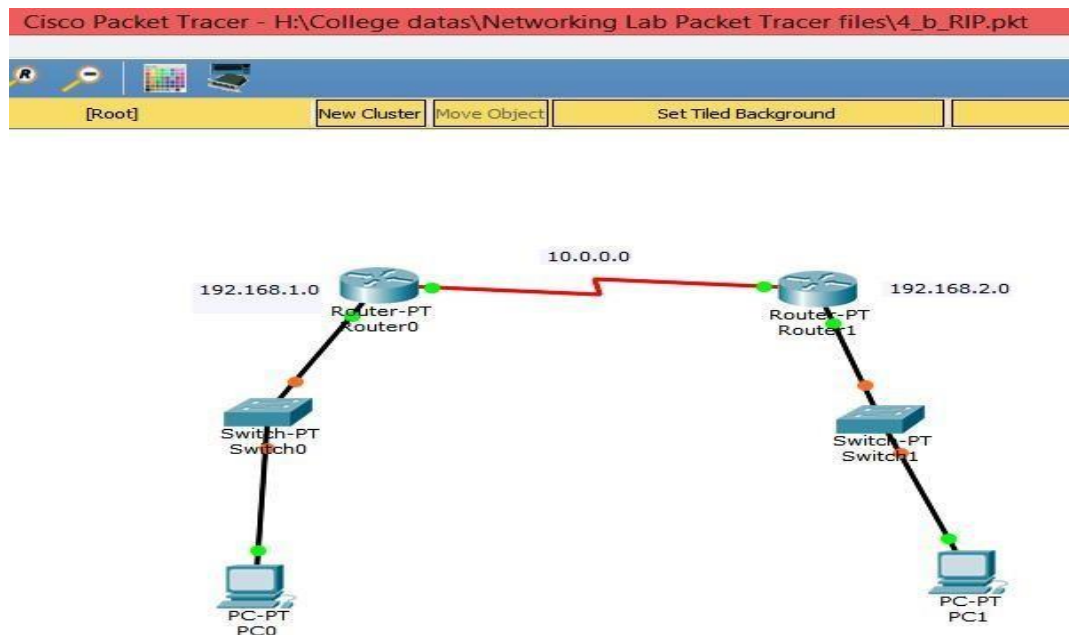 Cisco Packet Tracer - H:\College datas\Networking Lab Packet Tracer files\4_b_RIP.pkt
R
[Root] New Cluster Move Object Set Tiled Background
10.0.0.0
192.168.1.0
192.168.2.0
Router-PT
Router0
Router-PT
Router1
Switch-PT
Switch0
Switch-PT
Switch1
PC-PT
PC0
PC-PT
PC1